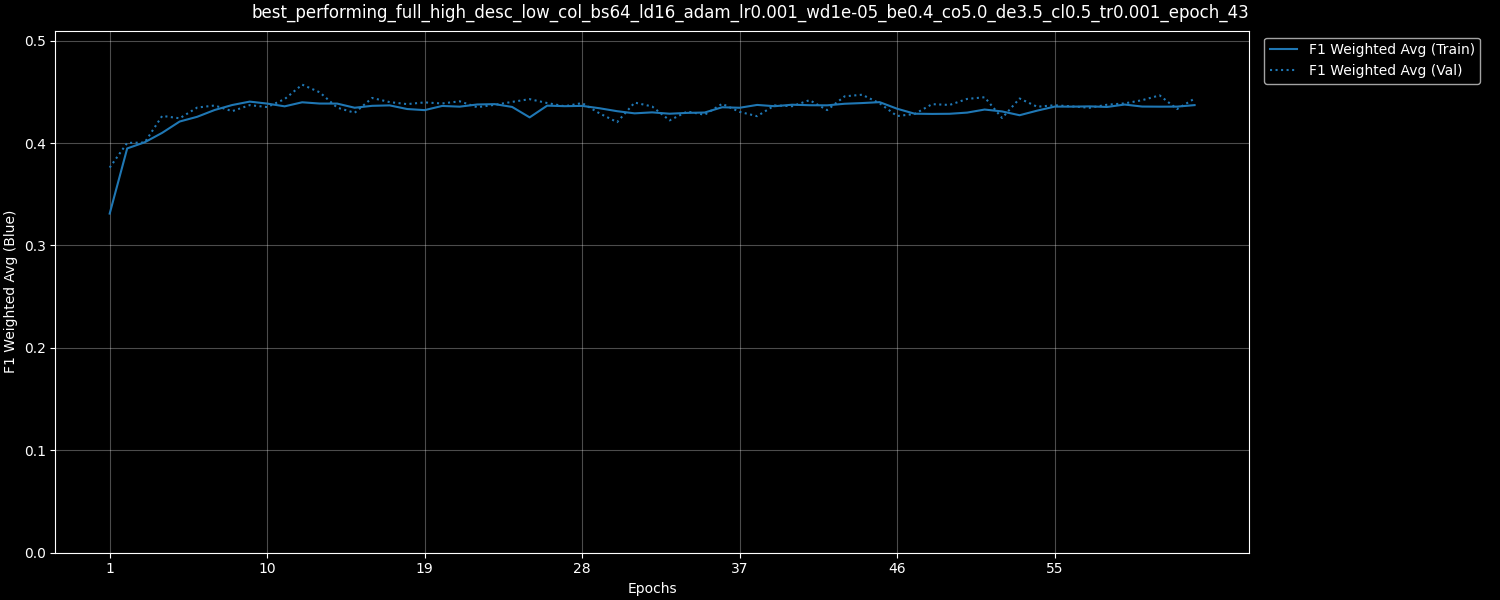 best_performing_full_high_desc_low_col_bs64_ld16_adam_lr0.001_wd1e-05_be0.4_co5.0_de3.5_cl0.5_tr0.001_epoch_43
F1 Weighted Avg (Train)
F1 Weighted Avg (Val)
F1 Weighted Avg (Blue)
0.5
0.4
0.3
0.2
0.1
0.0
1 10 19 28 37 46 55
Epochs